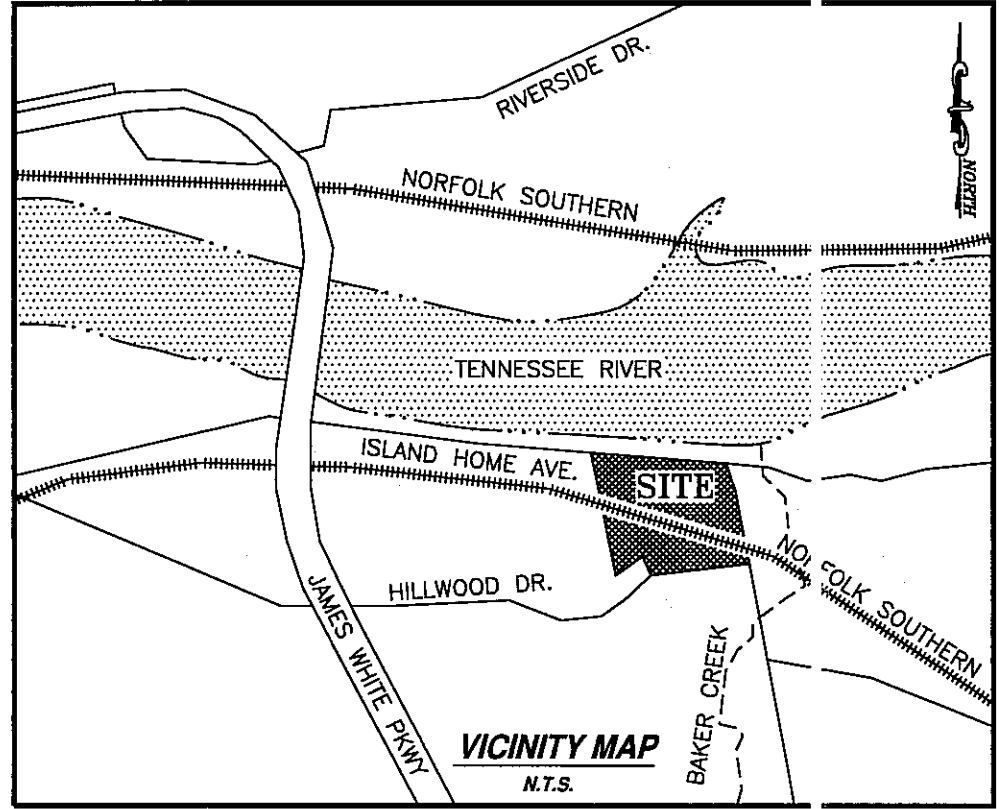 RIVERSIDE DR.
NORTH
NORFOLK SOUTHERN
TENNESSEE RIVER
ISLAND HOME AVE.
SITE
NORFOLK SOUTHERN
HILLWOOD DR.
JAMES WHITE PKWY
BAKER CREEK
VICINITY MAP
N.T.S.